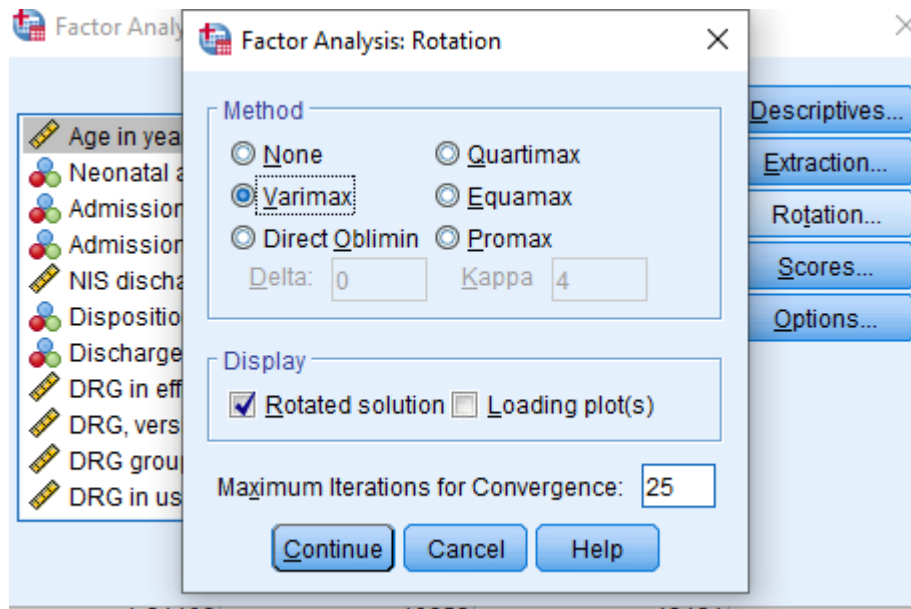 Factor Analy
Factor Analysis: Rotation
Descriptives...
Extraction...
Rotation...
Scores...
Options...
Age in yea
Neonatal a
Admission
Admission
NIS discha
Dispositio
Discharge
DRG in eff
DRG, vers
DRG grou
DRG in us
Method
None Quartimax
Varimax Equamax
Direct Oblimin Promax
Delta: 0 Kappa 4
Display
Rotated solution Loading plot(s)
Maximum Iterations for Convergence: 25
Continue Cancel Help